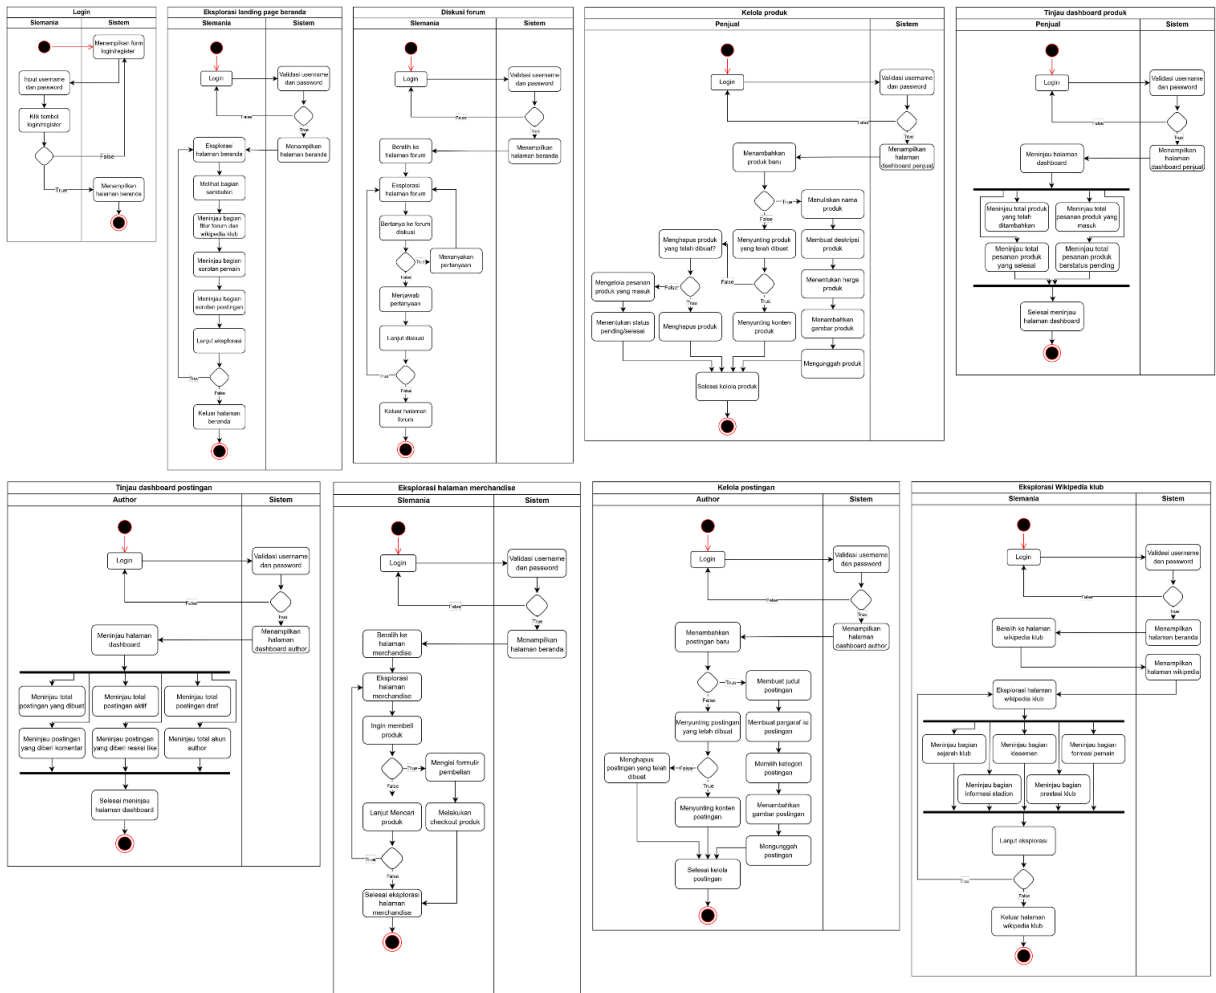 Login
Slemania
Sistem
Menampilkan form
login/register
Input username
dan password
Klik tombol
login/register
False
True
Menampilkan
halaman beranda
Eksplorasi landing page beranda
Slemania
Sistem
Login
Validasi username
dan password
False
True
Menampilkan
halaman beranda
Eksplorasi
halaman beranda
Melihat bagian
sambutan
Meninjau bagian
fitur forum dan
wikipedia klub
Meninjau bagian
sorotan pemain
Meninjau bagian
sorotan postingan
Lanjut eksplorasi
True
False
Keluar halaman
beranda
Diskusi forum
Slemania
Sistem
Login
Validasi username
dan password
False
True
Menampilkan
halaman beranda
Beralih ke
halaman forum
Eksplorasi
halaman forum
Bertanya ke forum
diskusi
True
Menanyakan
pertanyaan
False
Menjawab
pertanyaan
Lanjut diskusi
True
False
Keluar halaman
forum
Kelola produk
Penjual
Sistem
Login
Validasi username
dan password
False
True
Menampilkan
halaman
dashboard penjual
Menambahkan
produk baru
True
Menuliskan nama
produk
False
Menghapus produk
yang telah dibuat?
Menyunting produk
yang telah dibuat
Membuat deskripsi
produk
False
Mengelola pesanan
produk yang masuk
False
True
True
Menentukan harga
produk
Menentukan status
pending/selesai
Menghapus produk
Menyunting konten
produk
Menambahkan
gambar produk
Mengunggah produk
Selesai kelola produk
Tinjau dashboard produk
Penjual
Sistem
Login
Validasi username
dan password
False
True
Menampilkan
halaman
dashboard penjual
Meninjau halaman
dashboard
Meninjau total produk
yang telah
ditambahkan
Meninjau total
pesanan produk yang
masuk
Meninjau total
pesanan produk
yang selesai
Meninjau total
pesanan produk
berstatus pending
Selesai meninjau
halaman dashboard
Tinjau dashboard postingan
Author
Sistem
Login
Validasi username
dan password
False
True
Menampilkan
halaman
dashboard author
Meninjau halaman
dashboard
Meninjau total
postingan yang dibuat
Meninjau total
postingan aktif
Meninjau total
postingan draf
Meninjau postingan
yang diberi komentar
Meninjau postingan
yang diberi reaksi like
Meninjau total akun
author
Selesai meninjau
halaman dashboard
Eksplorasi halaman merchandise
Slemania
Sistem
Login
Validasi username
dan password
False
True
Menampilkan
halaman beranda
Beralih ke
halaman
merchandise
Eksplorasi
halaman
merchandise
Ingin membeli
produk
True
Mengisi formulir
pembelian
False
Lanjut Mencari
produk
Melakukan
checkout produk
True
False
Selesai eksplorasi
halaman
merchandise
Kelola postingan
Author
Sistem
Login
Validasi username
dan password
False
True
Menampilkan
halaman
dashboard author
Menambahkan
postingan baru
True
Membuat judul
postingan
False
Menyunting postingan
yang telah dibuat
Membuat pargaraf isi
postingan
Menghapus
postingan yang telah
dibuat
False
True
Memilih kategori
postingan
Menyunting konten
postingan
Menambahkan
gambar postingan
Mengunggah
postingan
Selesai kelola
postingan
Eksplorasi Wikipedia klub
Slemania
Sistem
Login
Validasi username
dan password
False
True
Menampilkan
halaman beranda
Beralih ke halaman
wikipedia klub
Menampilkan
halaman wikipedia
Eksplorasi halaman
wikipedia klub
Meninjau bagian
sejarah klub
Meninjau bagian
klasemen
Meninjau bagian
formasi pemain
Meninjau bagian
informasi stadion
Meninjau bagian
prestasi klub
Lanjut eksplorasi
True
False
Keluar halaman
wikipedia klub